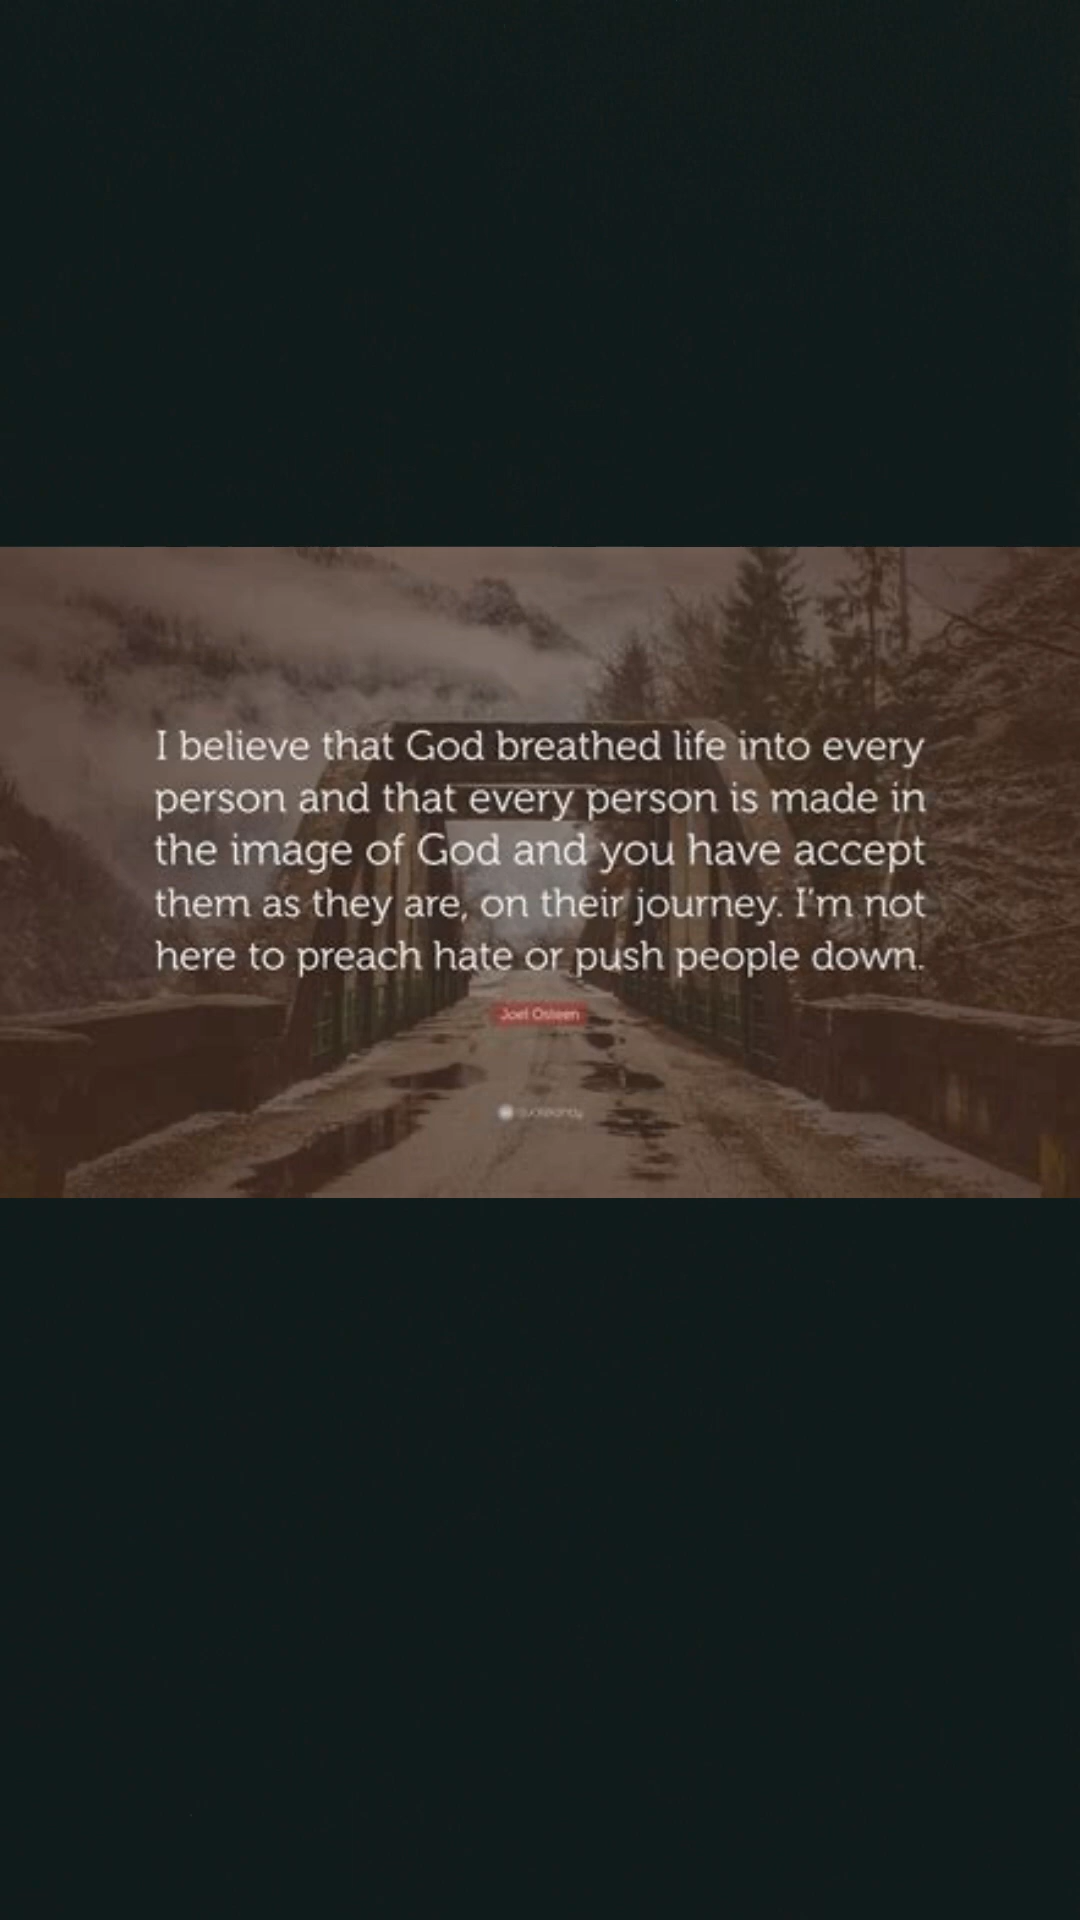 I believe that God breathed life into every
person and that every person is made in
the image of God and you have accept
them as they are, on their journey. I'm not
here to preach hate or push people down.
Joel Osteen
quotefancy